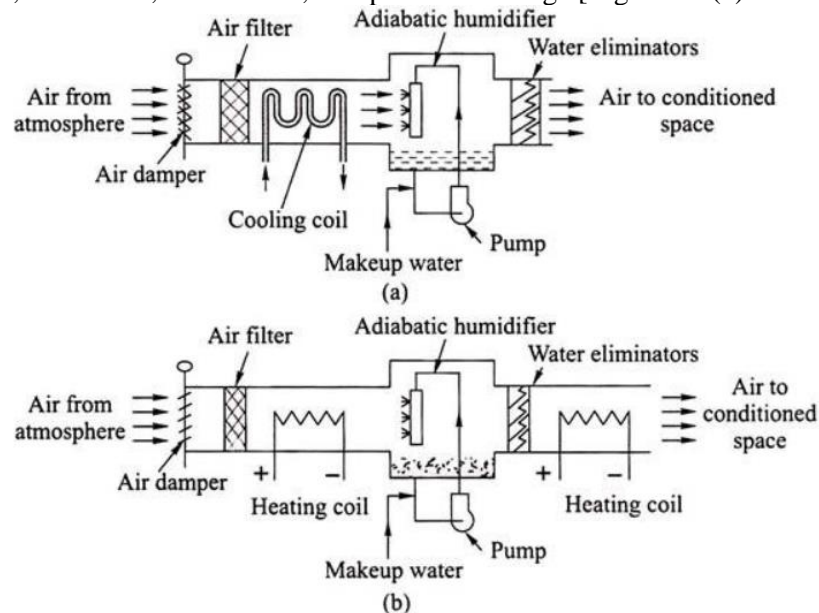 Adiabatic humidifier
Air filter
Water eliminators
Air from
atmosphere
Air to conditioned
space
Air damper
Cooling coil
Pump
Makeup water
(a)
Adiabatic humidifier
Air filter
Water eliminators
Air from
atmosphere
Air to
conditioned
space
Air damper
+ −
Heating coil
+ −
Heating coil
Pump
Makeup water
(b)